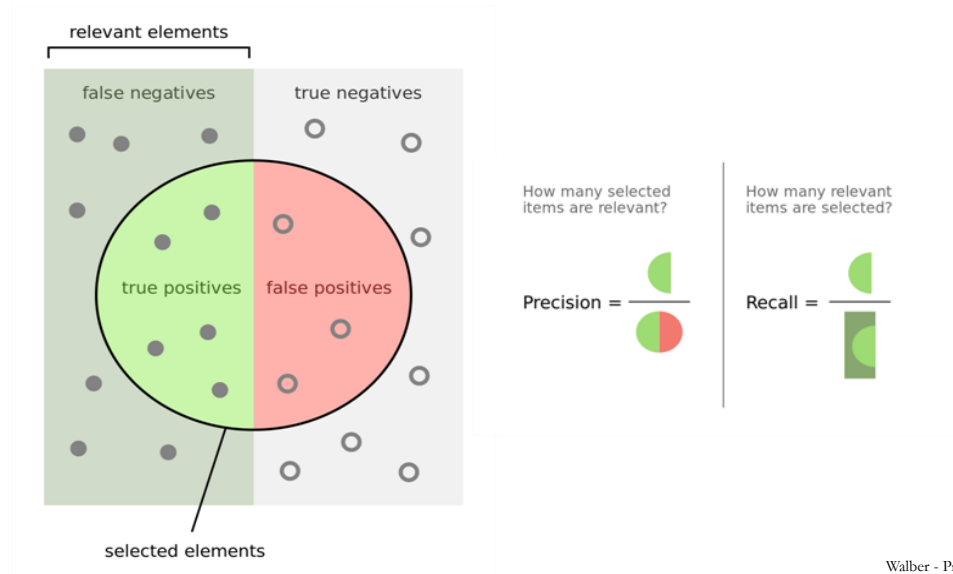 relevant elements
false negatives
true negatives
true positives
false positives
selected elements
How many selected
items are relevant?
Precision =
How many relevant
items are selected?
Recall =
Walber -